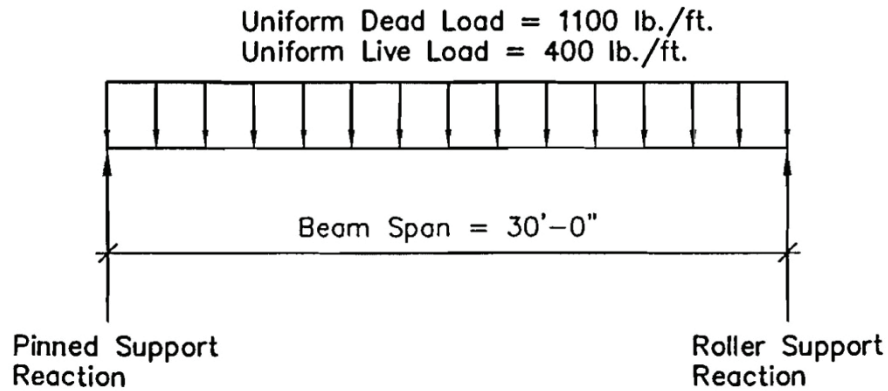 Uniform Dead Load = 1100 lb./ft.
Uniform Live Load = 400 lb./ft.
Beam Span = 30'-0"
Pinned Support
Reaction
Roller Support
Reaction